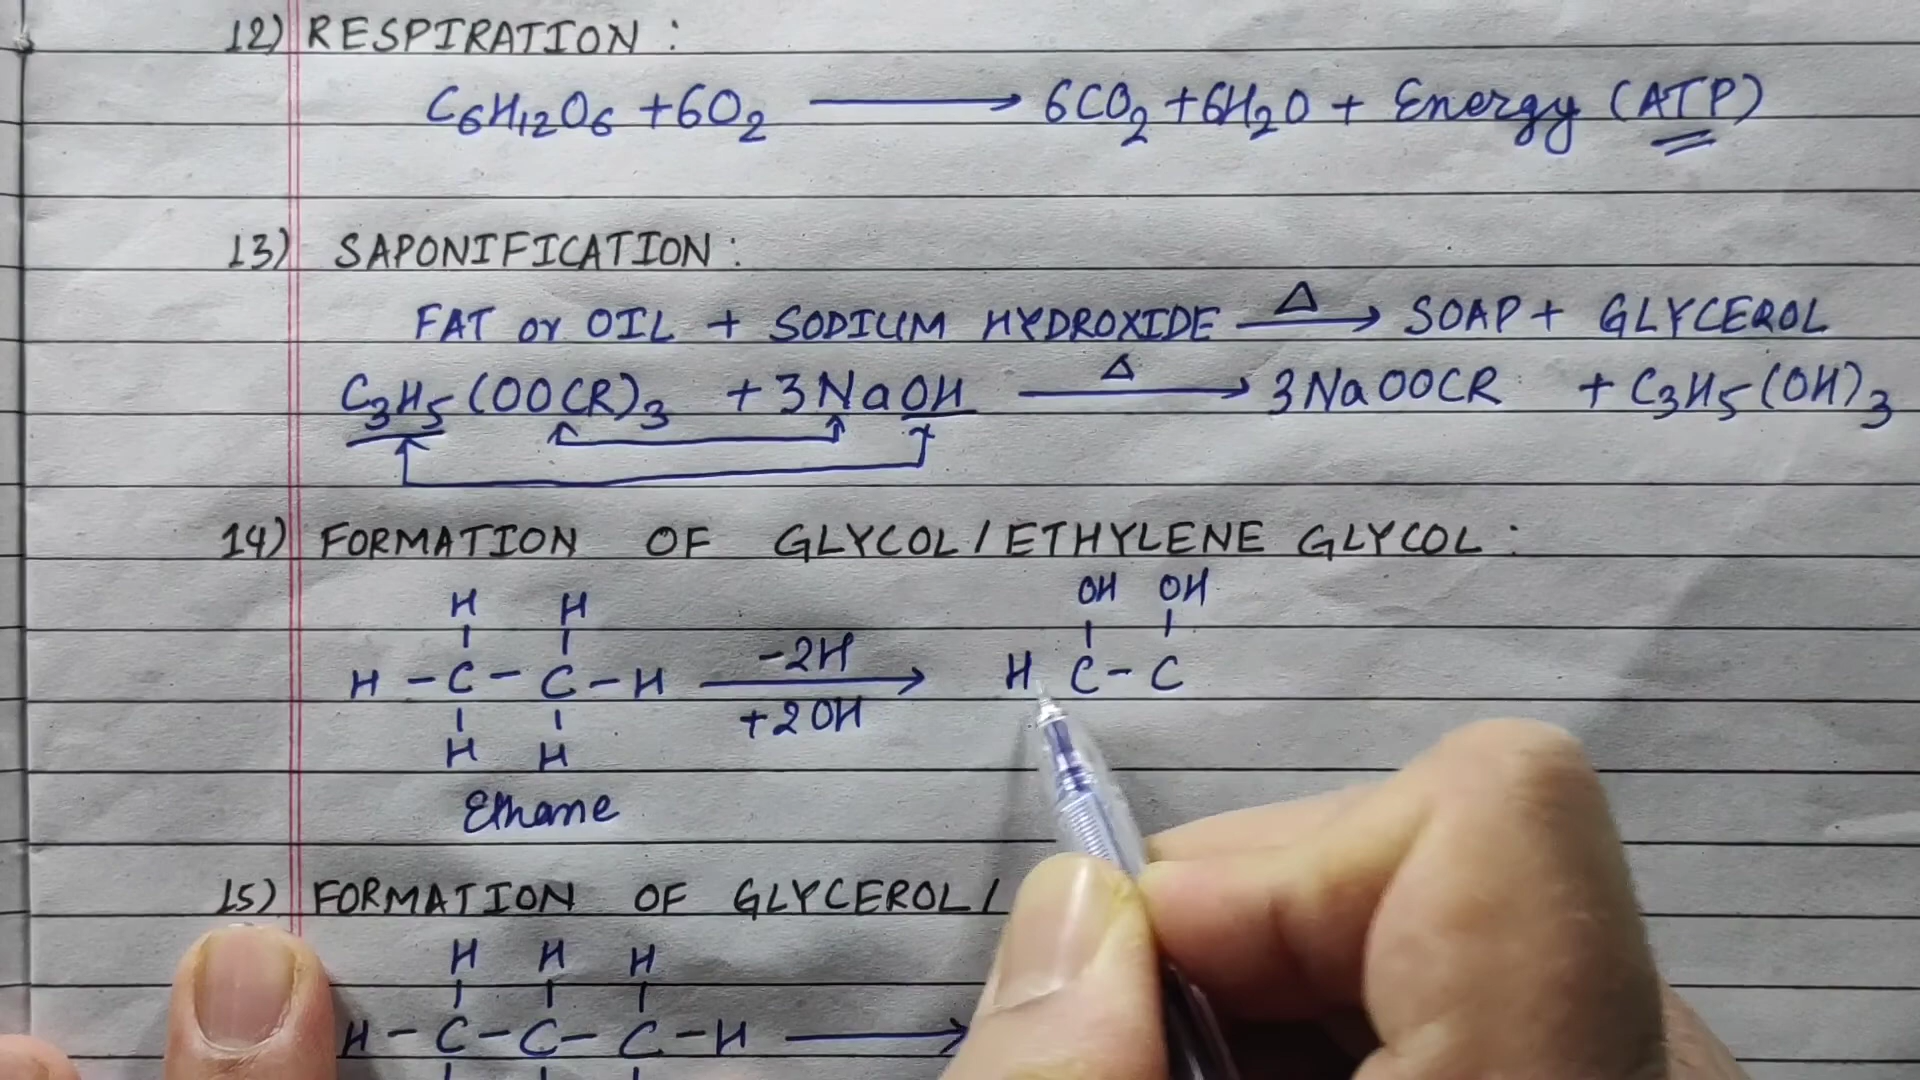 12) RESPIRATION :
C6H12O6 + 6O2 → 6CO2 + 6H2O + Energy (ATP)
13) SAPONIFICATION :
FAT or OIL + SODIUM HYDROXIDE Δ→ SOAP + GLYCEROL
C3H5(OOCR)3 + 3NaOH Δ→ 3NaOOCR + C3H5(OH)3
14) FORMATION OF GLYCOL / ETHYLENE GLYCOL :
H H OH OH
H - C - C - H -2H → H C - C
+2OH
H H
Ethane
15) FORMATION OF GLYCEROL /
H H H
H - C - C - C - H →